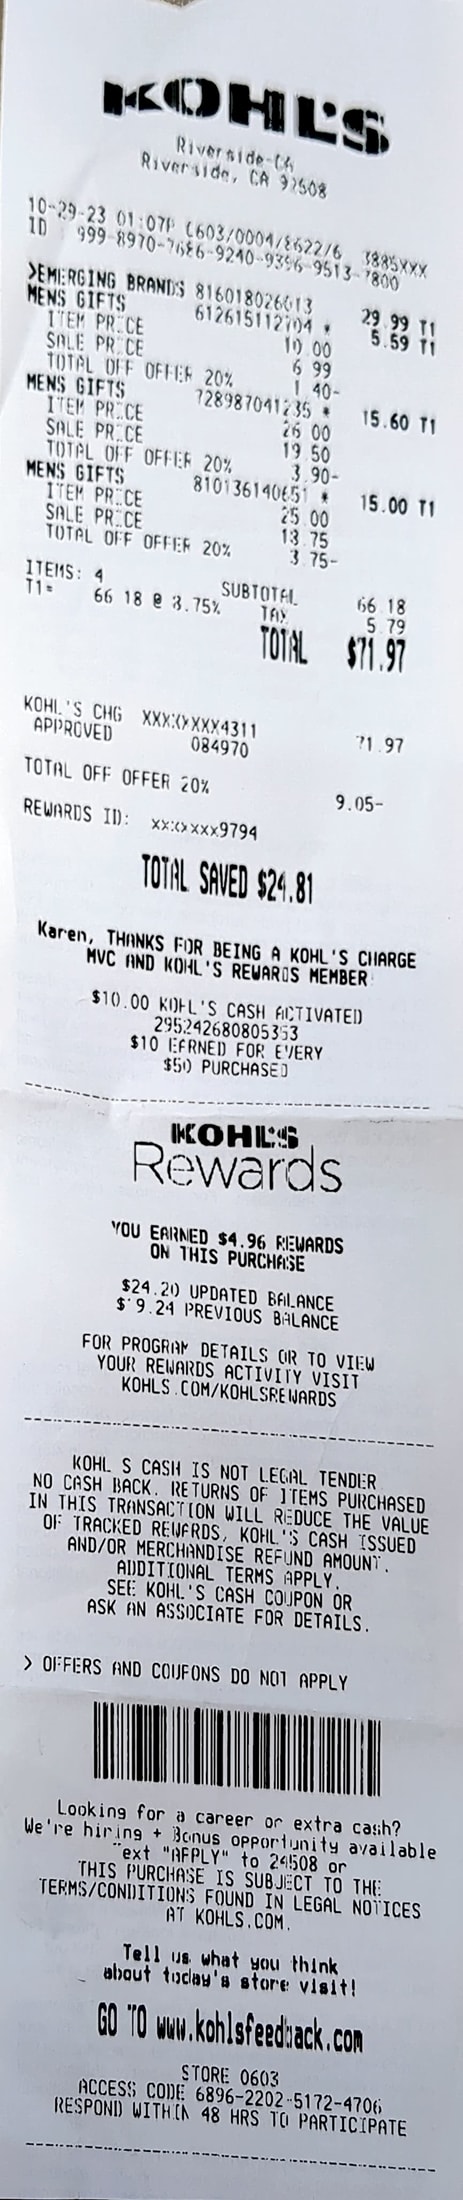 KOHL'S
Riverside-CA
Riverside, CA 92508
10-29-23 01:07P 0603/0004/8622/6 3885XXX
ID 999-8970-7686-9240-9396-9513-7800
>EMERGING BRANDS 816018026013 29.99 T1
MENS GIFTS 612615112704 * 5.59 T1
ITEM PRICE 10.00
SALE PRICE 6.99
TOTAL OFF OFFER 20% 1.40-
MENS GIFTS 728987041235 * 15.60 T1
ITEM PRICE 26.00
SALE PRICE 19.50
TOTAL OFF OFFER 20% 3.90-
MENS GIFTS 810136140651 * 15.00 T1
ITEM PRICE 25.00
SALE PRICE 18.75
TOTAL OFF OFFER 20% 3.75-
ITEMS: 4 SUBTOTAL 66.18
T1= 66.18 @ 8.75% TAX 5.79
TOTAL $71.97
KOHL'S CHG XXXXXXXX4311 71.97
APPROVED 084970
TOTAL OFF OFFER 20% 9.05-
REWARDS ID: xxxxxxx9794
TOTAL SAVED $24.81
Karen, THANKS FOR BEING A KOHL'S CHARGE
MVC AND KOHL'S REWARDS MEMBER
$10.00 KOHL'S CASH ACTIVATED
295242680805353
$10 EARNED FOR EVERY
$50 PURCHASED
KOHL'S
Rewards
YOU EARNED $4.96 REWARDS
ON THIS PURCHASE
$24.20 UPDATED BALANCE
$19.24 PREVIOUS BALANCE
FOR PROGRAM DETAILS OR TO VIEW
YOUR REWARDS ACTIVITY VISIT
KOHLS.COM/KOHLSREWARDS
KOHL S CASH IS NOT LEGAL TENDER
NO CASH BACK. RETURNS OF ITEMS PURCHASED
IN THIS TRANSACTION WILL REDUCE THE VALUE
OF TRACKED REWARDS, KOHL'S CASH ISSUED
AND/OR MERCHANDISE REFUND AMOUNT.
ADDITIONAL TERMS APPLY.
SEE KOHL'S CASH COUPON OR
ASK AN ASSOCIATE FOR DETAILS.
> OFFERS AND COUPONS DO NOT APPLY
Looking for a career or extra cash?
We're hiring + Bonus opportunity available
Text "APPLY" to 24508 or
THIS PURCHASE IS SUBJECT TO THE
TERMS/CONDITIONS FOUND IN LEGAL NOTICES
AT KOHLS.COM.
Tell us what you think
about today's store visit!
GO TO www.kohlsfeedback.com
STORE 0603
ACCESS CODE 6896-2202-5172-4706
RESPOND WITHIN 48 HRS TO PARTICIPATE